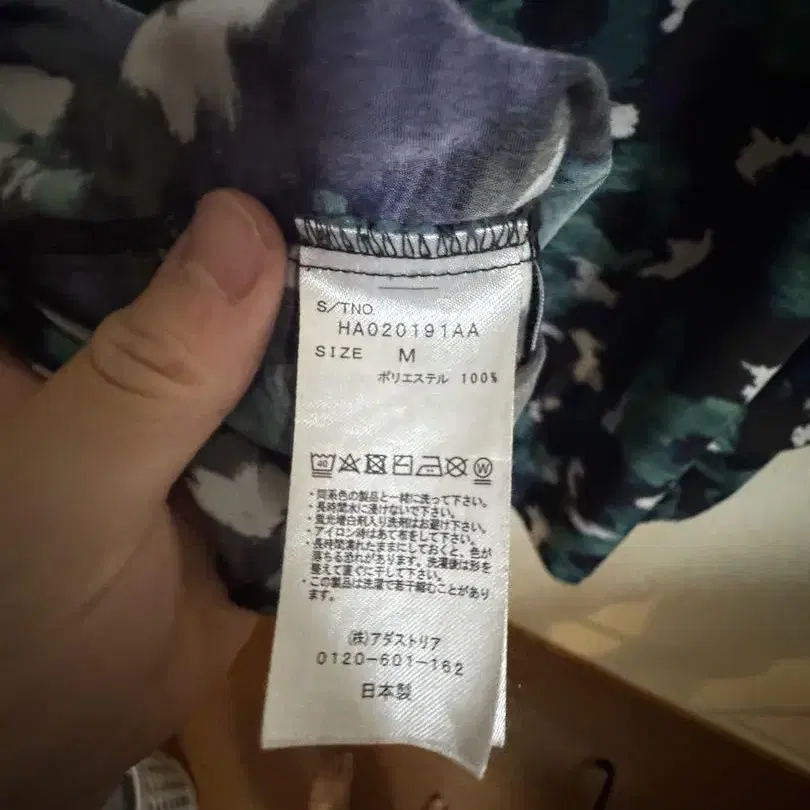 S/TNO.
HA020191AA
SIZE M
ポリエステル 100%
40
W
・同系色の製品と一緒に洗って下さい。
・長時間水に浸けないで下さい。
・蛍光増白剤入り洗剤はお避け下さい。
・アイロン時はあて布をして下さい。
・長時間濡れたままにしておくと、色が
落ちる恐れがあります。洗濯後は形を
整えて直ぐに干して下さい。
・この製品は洗濯で若干縮むことがあり
ます。
(株)アダストリア
0120-601-162
日本製